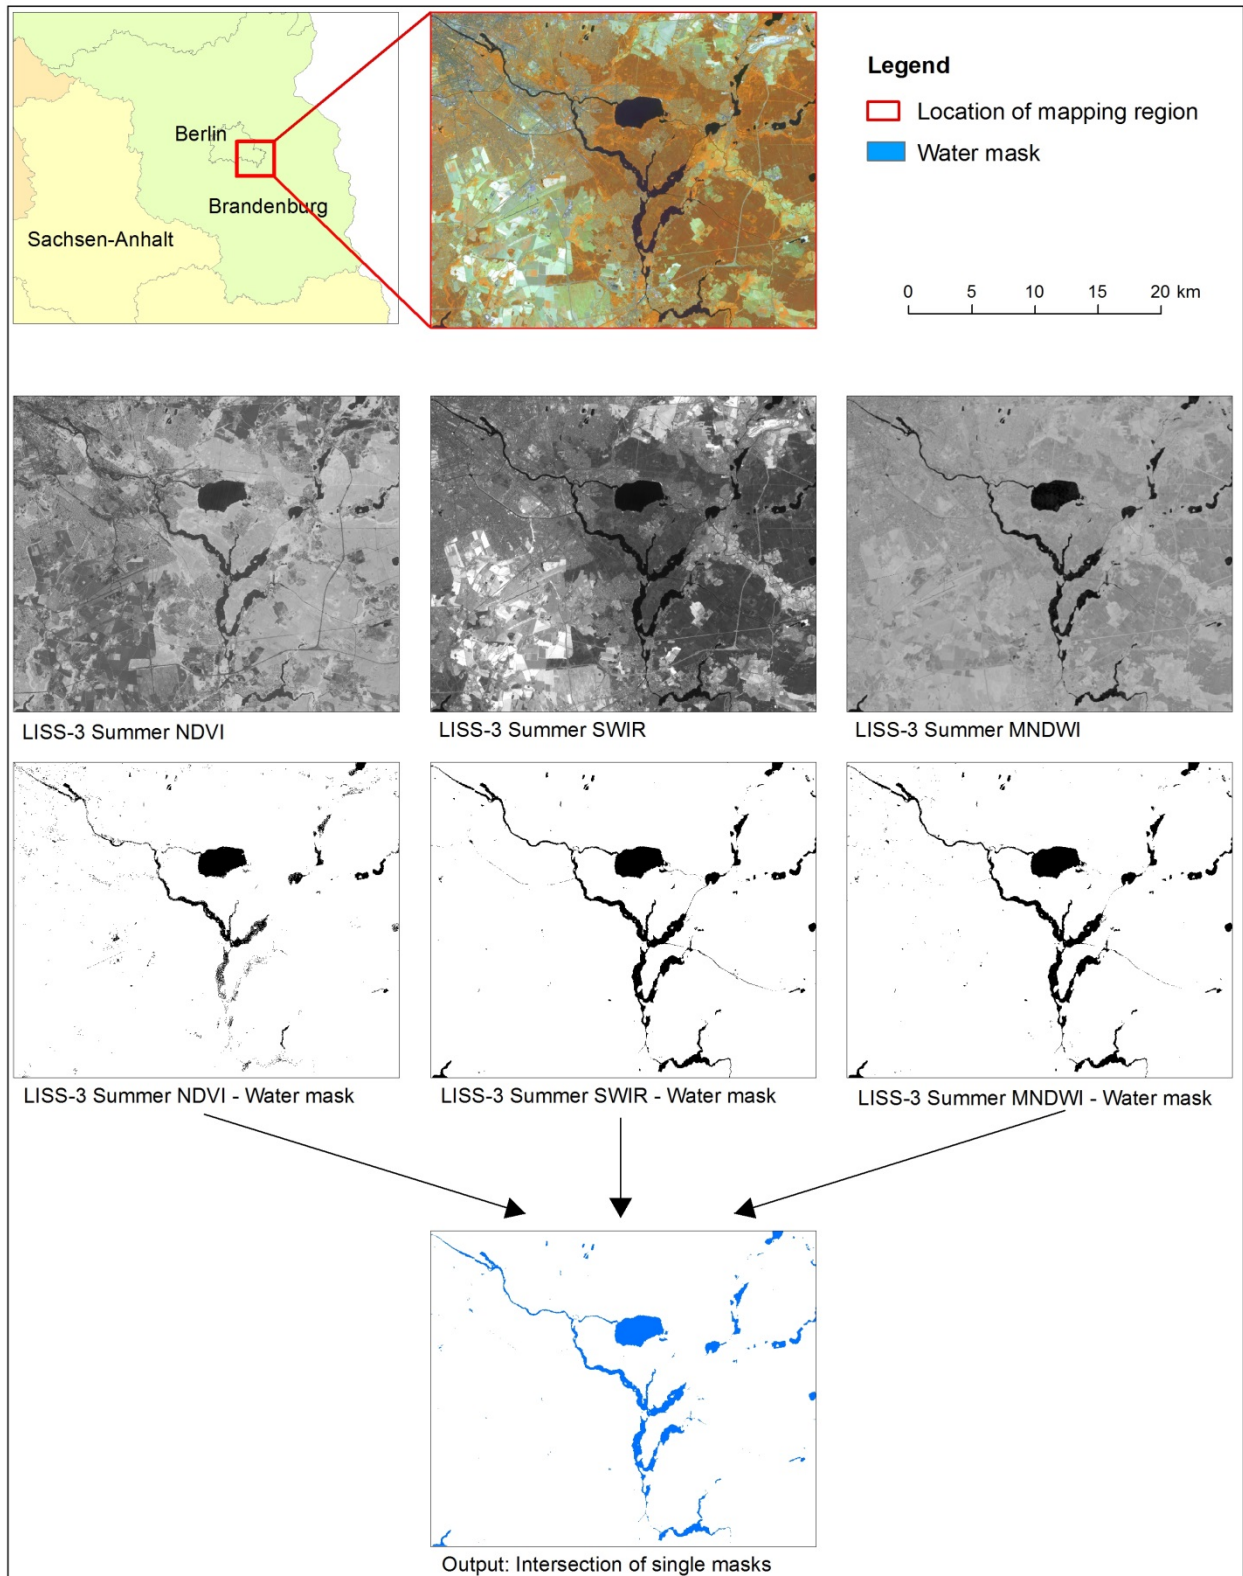 Berlin
Brandenburg
Sachsen-Anhalt
Legend
Location of mapping region
Water mask
0 5 10 15 20 km
LISS-3 Summer NDVI
LISS-3 Summer SWIR
LISS-3 Summer MNDWI
LISS-3 Summer NDVI - Water mask
LISS-3 Summer SWIR - Water mask
LISS-3 Summer MNDWI - Water mask
Output: Intersection of single masks